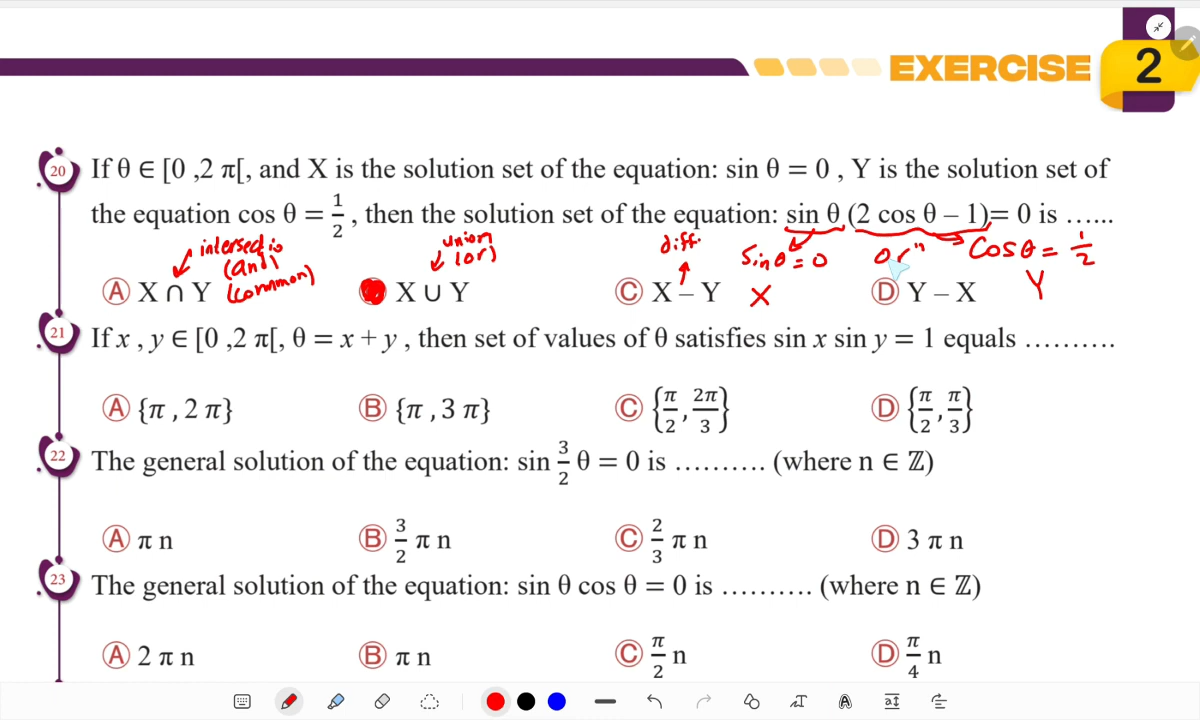 EXERCISE 2
20 If θ ∈ [0 ,2 π[, and X is the solution set of the equation: sin θ = 0 , Y is the solution set of
the equation cos θ = 1/2 , then the solution set of the equation: sin θ (2 cos θ – 1)= 0 is ......
intersectio (and) (common)
union (or)
diff.
sinθ = 0 "or" cosθ = 1/2
X Y
A X ∩ Y B X ∪ Y C X – Y D Y – X
21 If x , y ∈ [0 ,2 π[, θ = x + y , then set of values of θ satisfies sin x sin y = 1 equals ..........
A {π , 2 π} B {π , 3 π} C {π/2 , 2π/3} D {π/2 , π/3}
22 The general solution of the equation: sin 3/2 θ = 0 is .......... (where n ∈ ℤ)
A π n B 3/2 π n C 2/3 π n D 3 π n
23 The general solution of the equation: sin θ cos θ = 0 is .......... (where n ∈ ℤ)
A 2 π n B π n C π/2 n D π/4 n